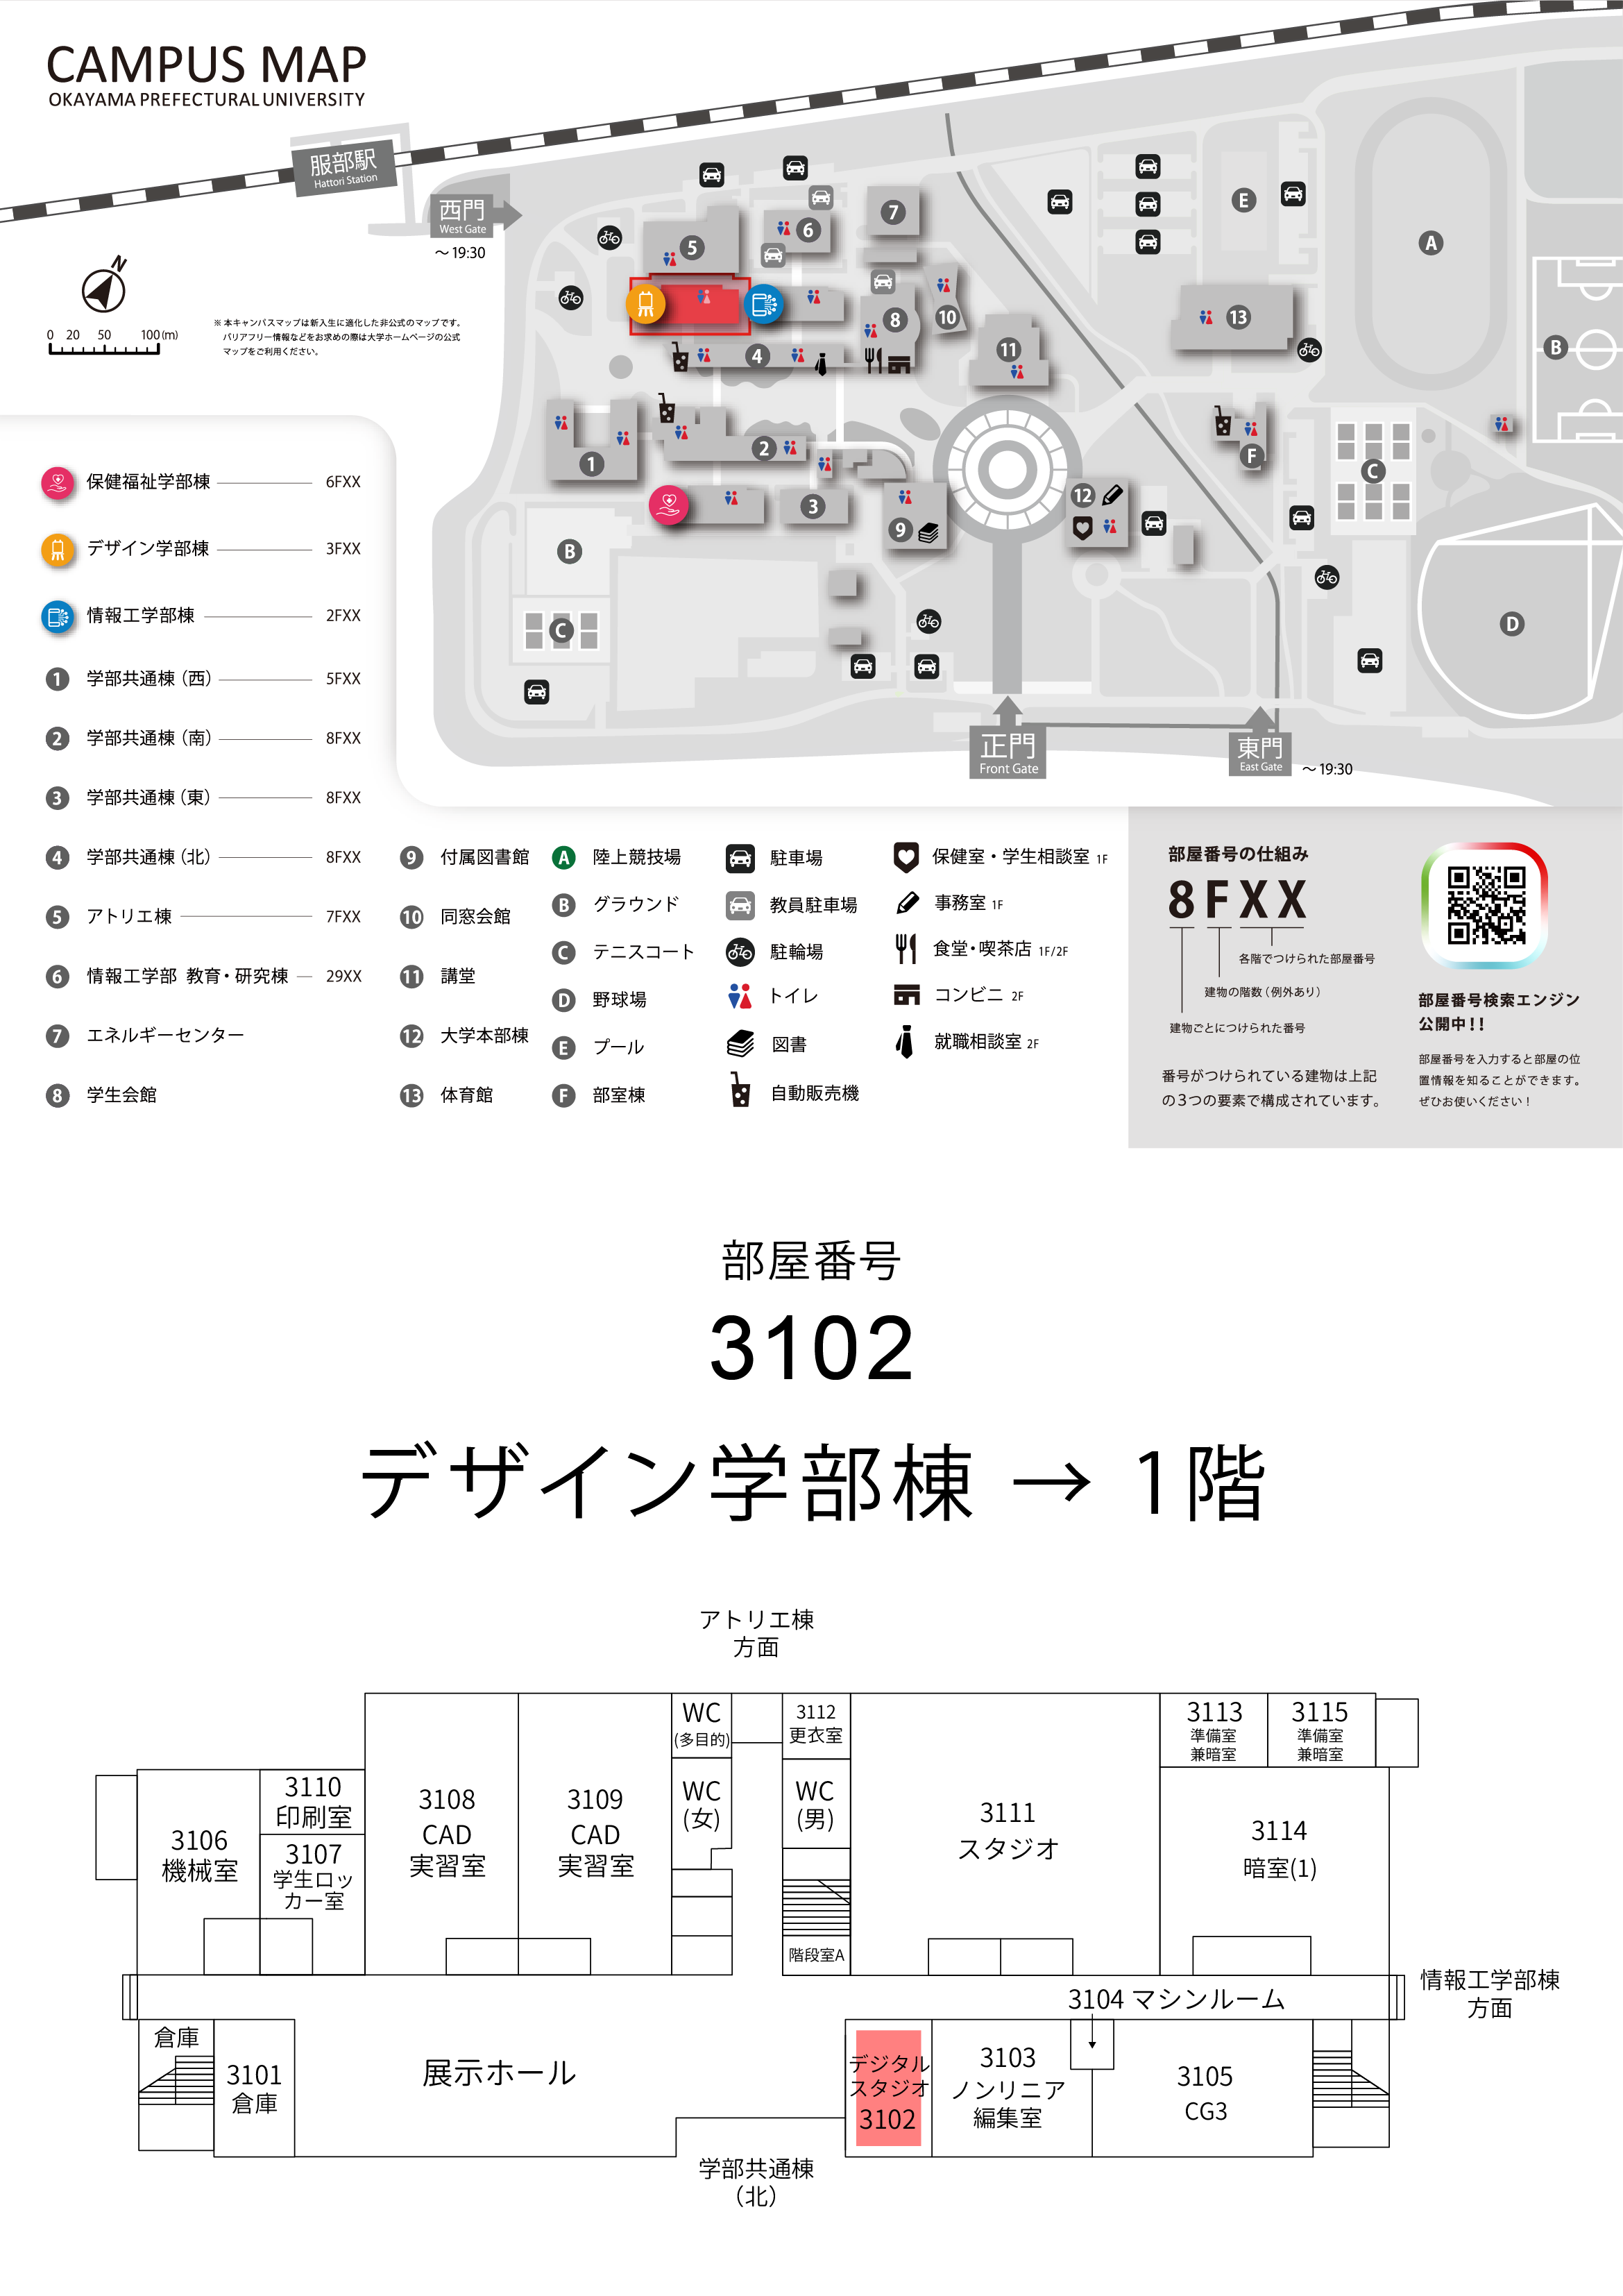 CAMPUS MAP
OKAYAMA PREFECTURAL UNIVERSITY
服部駅
Hattori Station
西門
West Gate
～19:30
N
0 20 50 100(m)
※本キャンパスマップは新入生に適化した非公式のマップです。
バリアフリー情報などをお求めの際は大学ホームページの公式
マップをご利用ください。
5
6
7
E
A
4
8
10
11
13
B
1
2
3
9
12
F
C
B
C
D
正門
Front Gate
東門
East Gate
～19:30
保健福祉学部棟 6FXX
デザイン学部棟 3FXX
情報工学部棟 2FXX
1 学部共通棟（西） 5FXX
2 学部共通棟（南） 8FXX
3 学部共通棟（東） 8FXX
4 学部共通棟（北） 8FXX
5 アトリエ棟 7FXX
6 情報工学部 教育・研究棟 29XX
7 エネルギーセンター
8 学生会館
9 付属図書館
10 同窓会館
11 講堂
12 大学本部棟
13 体育館
A 陸上競技場
B グラウンド
C テニスコート
D 野球場
E プール
F 部室棟
駐車場
教員駐車場
駐輪場
トイレ
図書
自動販売機
保健室・学生相談室 1F
事務室 1F
食堂・喫茶店 1F/2F
コンビニ 2F
就職相談室 2F
部屋番号の仕組み
8FXX
各階でつけられた部屋番号
建物の階数（例外あり）
建物ごとにつけられた番号
番号がつけられている建物は上記
の3つの要素で構成されています。
部屋番号検索エンジン
公開中！！
部屋番号を入力すると部屋の位
置情報を知ることができます。
ぜひお使いください！
部屋番号
3102
デザイン学部棟 → 1階
アトリエ棟
方面
WC
(多目的)
3112
更衣室
3113
準備室
兼暗室
3115
準備室
兼暗室
3110
印刷室
3106
機械室
3107
学生ロッ
カー室
3108
CAD
実習室
3109
CAD
実習室
WC
(女)
WC
(男)
3111
スタジオ
3114
暗室(1)
階段室A
3104 マシンルーム
情報工学部棟
方面
倉庫
3101
倉庫
展示ホール
デジタル
スタジオ
3102
3103
ノンリニア
編集室
3105
CG3
学部共通棟
（北）